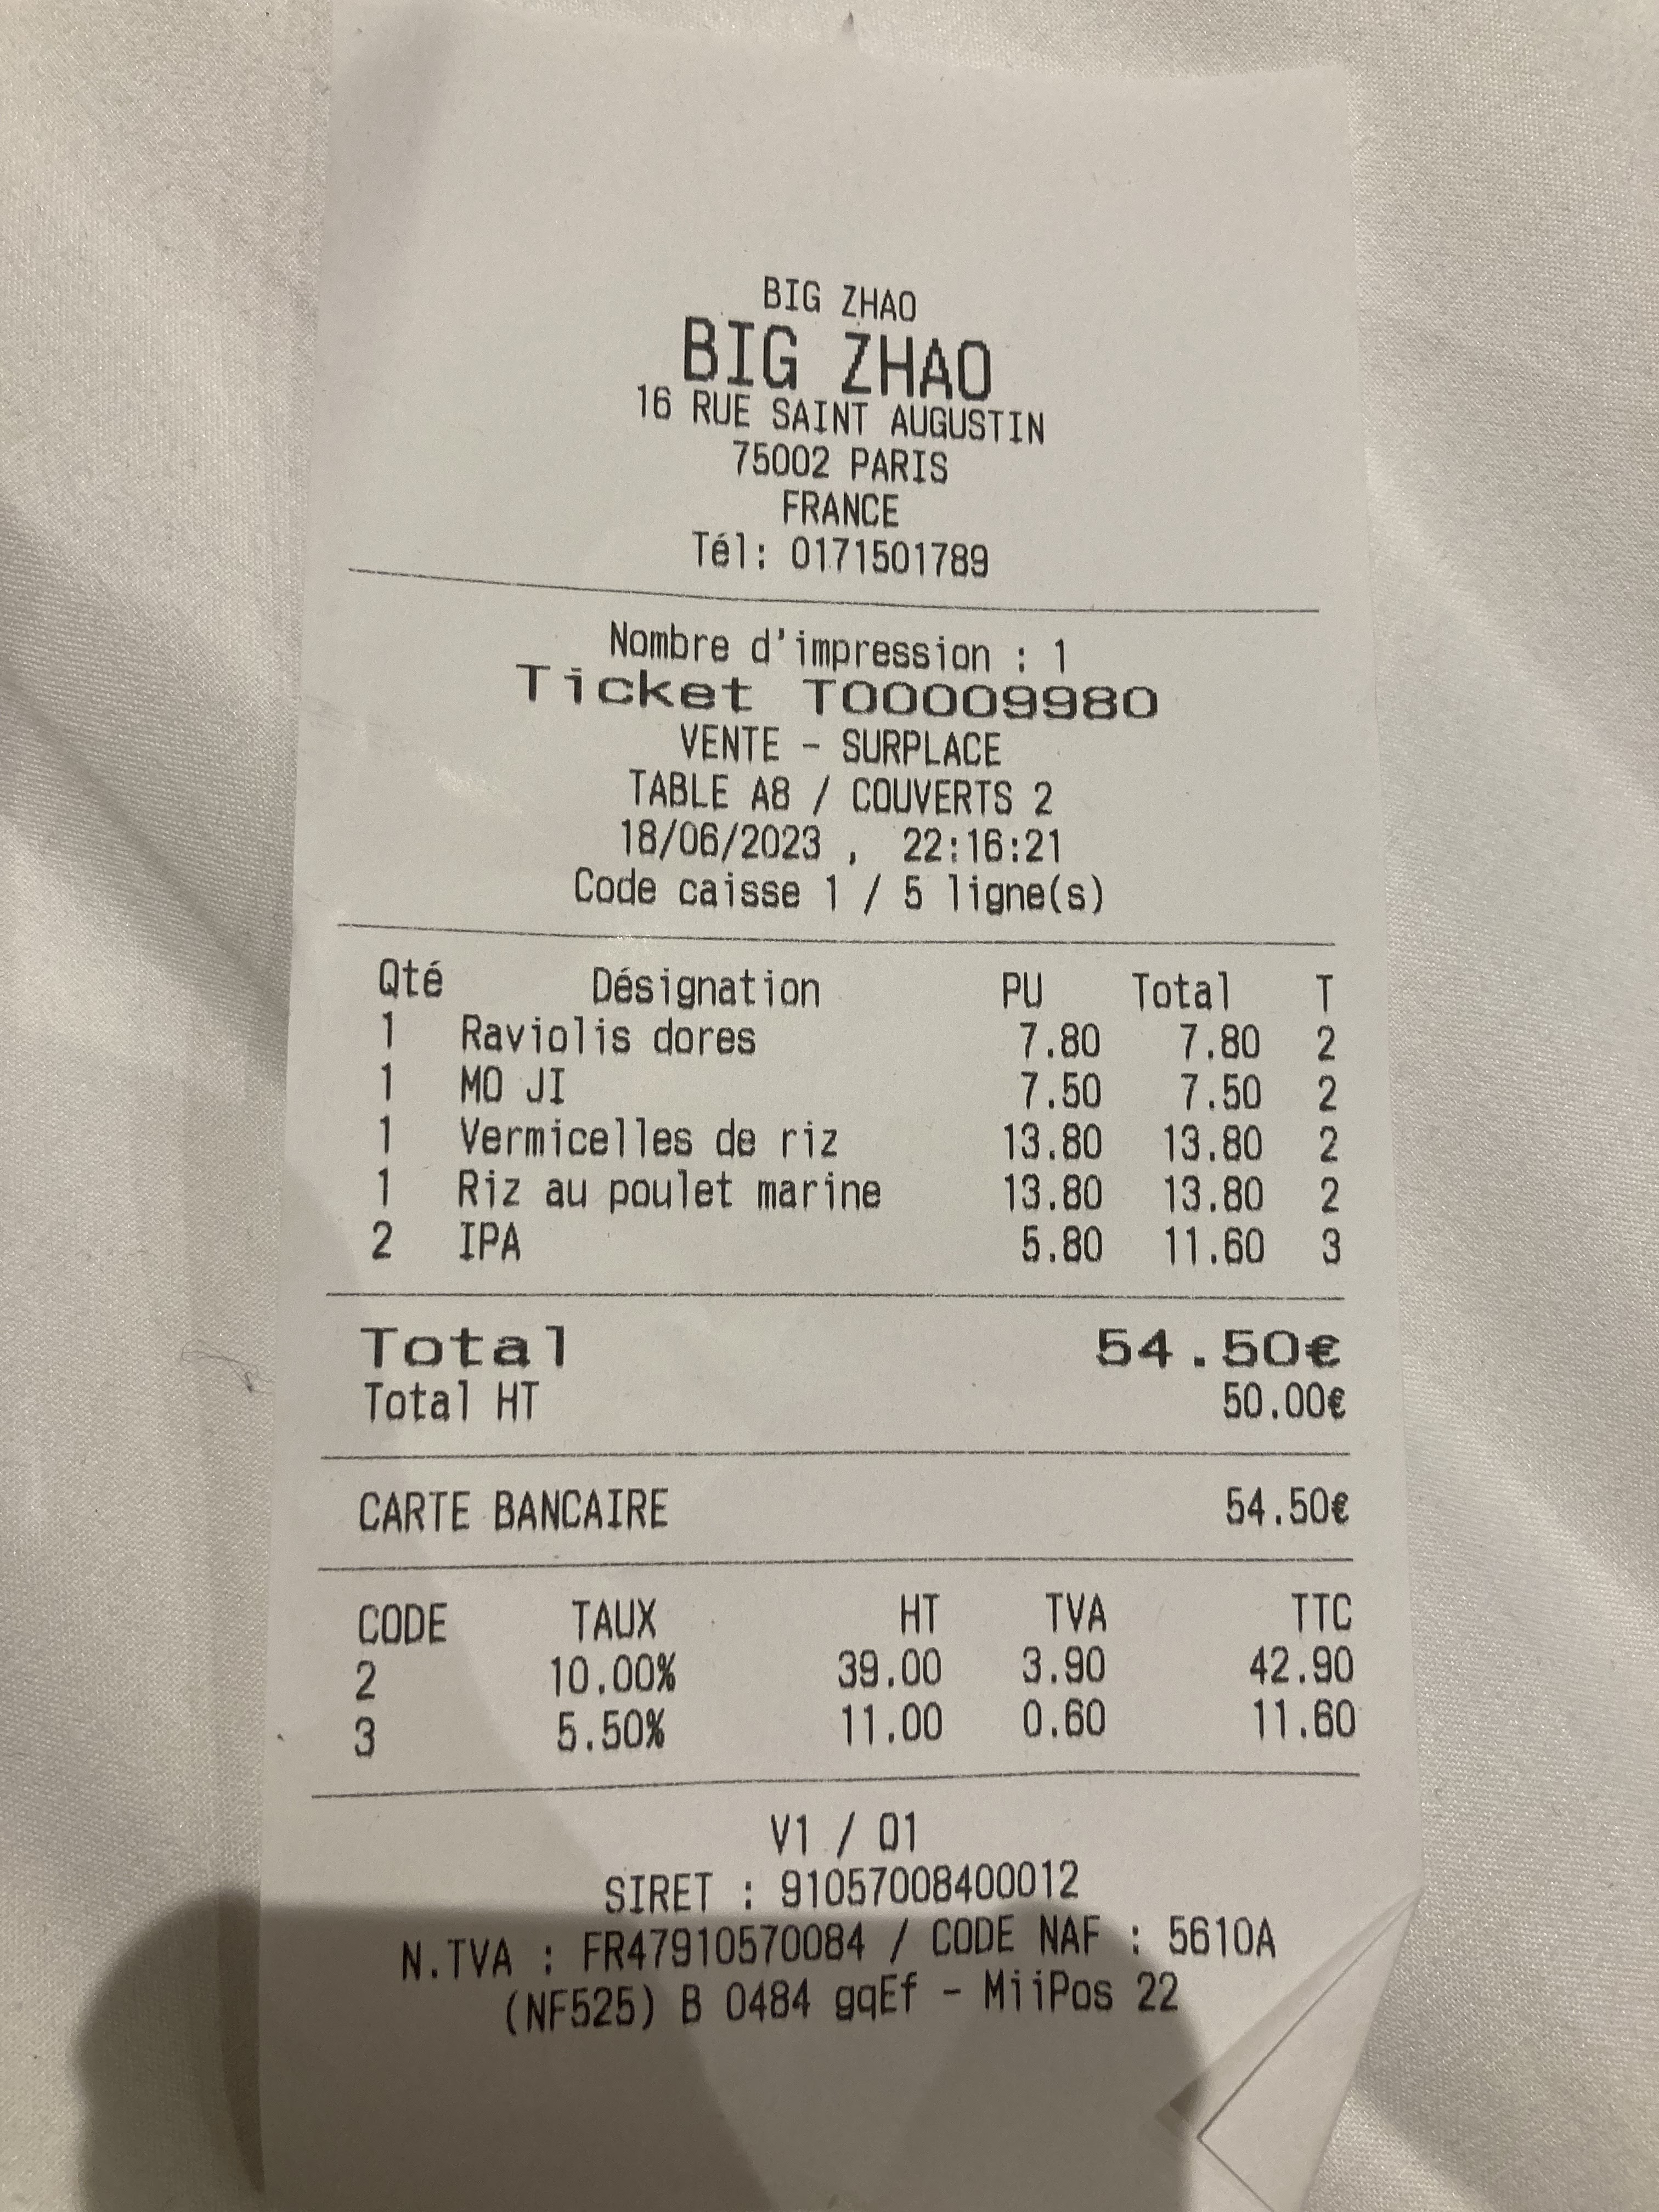 BIG ZHAO
BIG ZHAO
16 RUE SAINT AUGUSTIN
75002 PARIS
FRANCE
Tél: 0171501789
Nombre d'impression : 1
Ticket T00009980
VENTE - SURPLACE
TABLE A8 / COUVERTS 2
18/06/2023 , 22:16:21
Code caisse 1 / 5 ligne(s)
Qté Désignation PU Total T
1 Raviolis dores 7.80 7.80 2
1 MO JI 7.50 7.50 2
1 Vermicelles de riz 13.80 13.80 2
1 Riz au poulet marine 13.80 13.80 2
2 IPA 5.80 11.60 3
Total 54.50€
Total HT 50.00€
CARTE BANCAIRE 54.50€
CODE TAUX HT TVA TTC
2 10.00% 39.00 3.90 42.90
3 5.50% 11.00 0.60 11.60
V1 / 01
SIRET : 91057008400012
N.TVA : FR47910570084 / CODE NAF : 5610A
(NF525) B 0484 gqEf - MiiPos 22